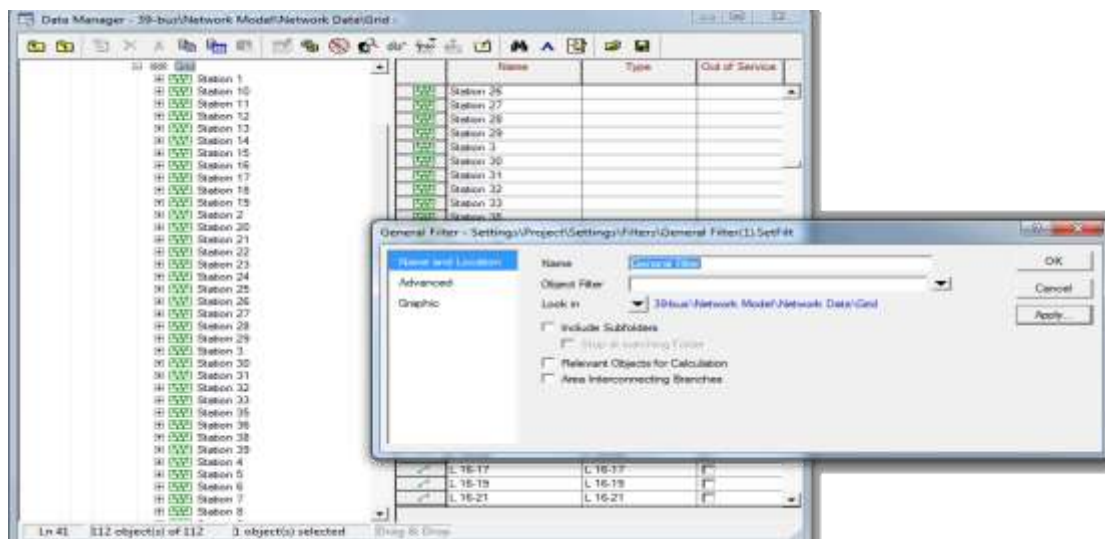 Data Manager - 39-bus\Network Model\Network Data\Grid
Grid
Station 1
Station 10
Station 11
Station 12
Station 13
Station 14
Station 15
Station 16
Station 17
Station 18
Station 19
Station 2
Station 20
Station 21
Station 22
Station 23
Station 24
Station 25
Station 26
Station 27
Station 28
Station 29
Station 3
Station 30
Station 31
Station 32
Station 33
Station 35
Station 36
Station 38
Station 39
Station 4
Station 5
Station 6
Station 7
Station 8
Name Type Out of Service
Station 26
Station 27
Station 28
Station 29
Station 3
Station 30
Station 31
Station 32
Station 33
Station 35
General Filter - Settings\Project\Settings\Filters\General Filter(1).SetFilt
Name and Location
Advanced
Graphic
Name General Filter
Object Filter
Look in 39-bus\Network Model\Network Data\Grid
Include Subfolders
Stop at matching Folder
Relevant Objects for Calculation
Area Interconnecting Branches
OK
Cancel
Apply...
L 16-17 L 16-17
L 16-19 L 16-19
L 16-21 L 16-21
Ln 41 112 object(s) of 112 1 object(s) selected Drag & Drop